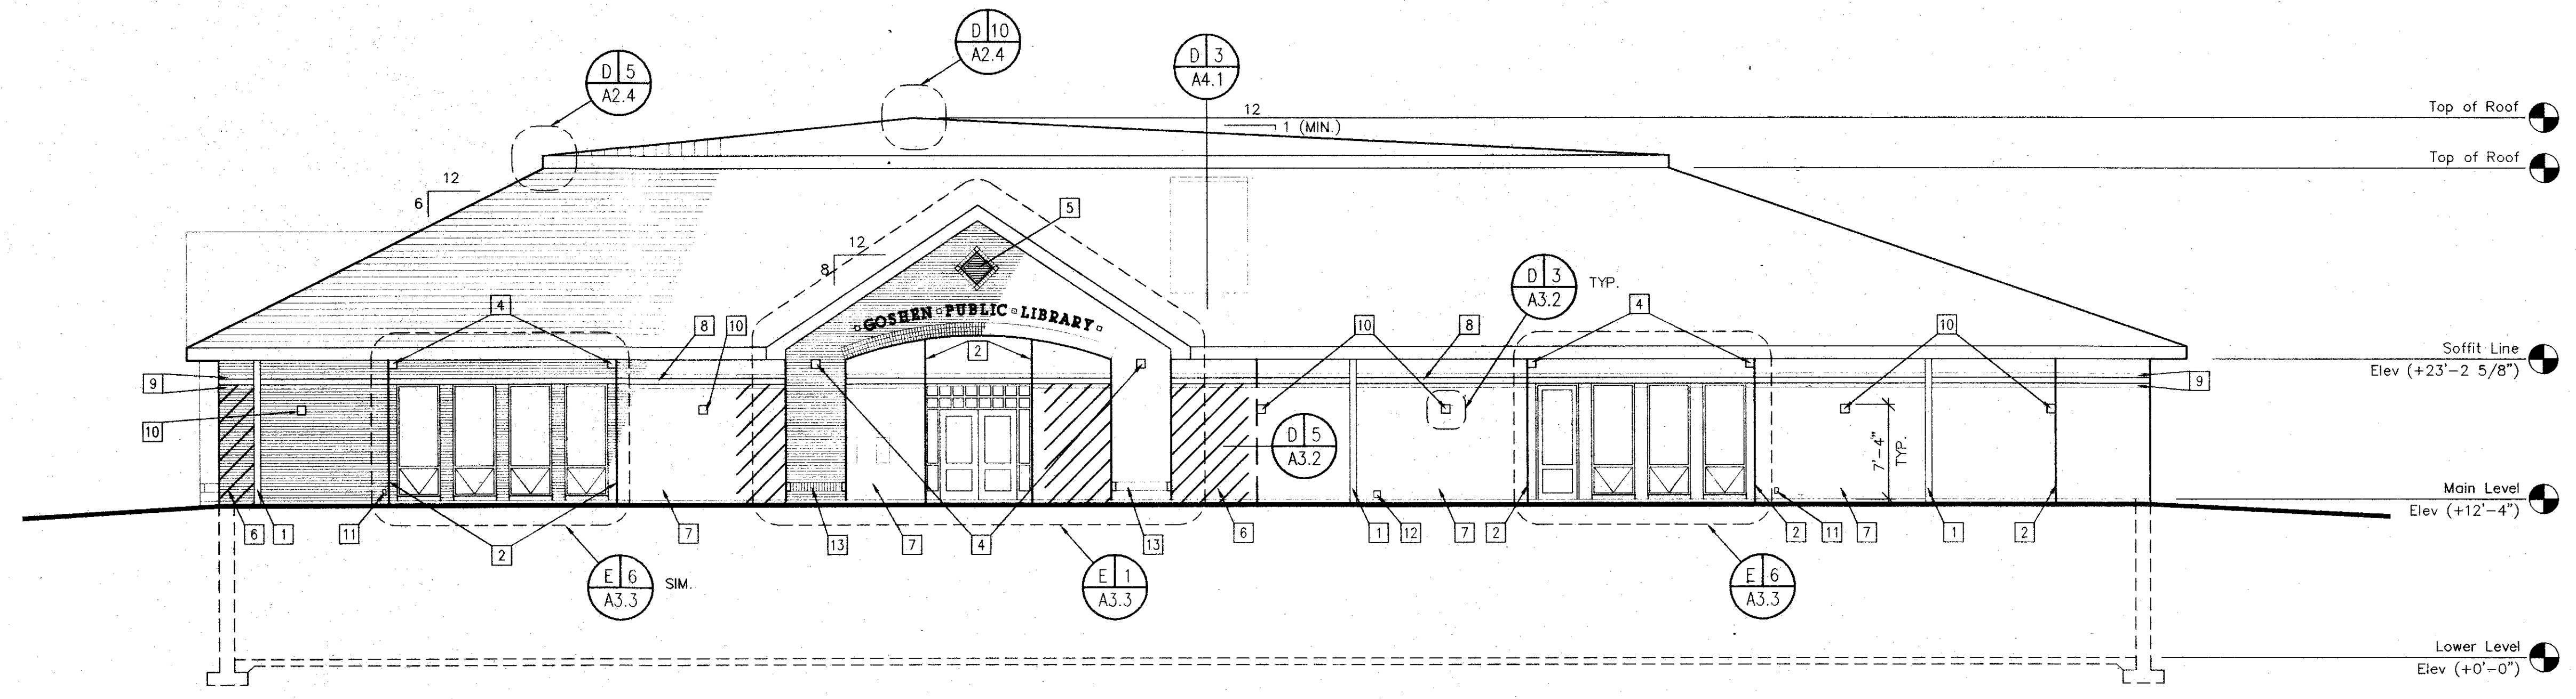 D 10
A2.4
D 5
A2.4
D 3
A4.1
12
1 (MIN.)
Top of Roof
Top of Roof
12
6
5
12
8
D 3
A3.2
TYP.
4
8
10
GOSHEN PUBLIC LIBRARY
2
10
8
4
10
Soffit Line
Elev (+23'-2 5/8")
9
9
10
D 5
A3.2
7'-4"
TYP.
Main Level
Elev (+12'-4")
6
1
11
2
7
13
7
4
13
6
1
12
7
2
2
11
7
1
2
E 6
A3.3
SIM.
E 1
A3.3
E 6
A3.3
Lower Level
Elev (+0'-0")